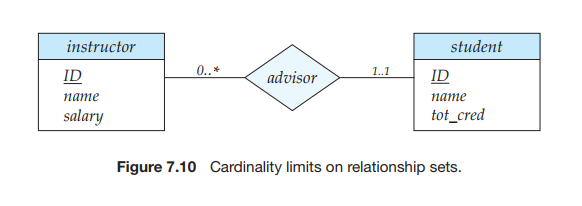 instructor
ID
name
salary
0..*
advisor
1..1
student
ID
name
tot_cred
Figure 7.10 Cardinality limits on relationship sets.